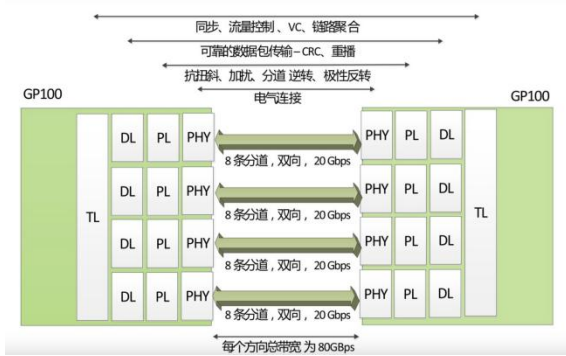 同步、流量控制、VC、链路聚合
可靠的数据包传输–CRC、重播
抗扭斜、加扰、分道 逆转、极性反转
电气连接
GP100
GP100
TL
DL PL PHY
8 条分道，双向， 20 Gbps
PHY PL DL
TL
DL PL PHY
8 条分道，双向， 20 Gbps
PHY PL DL
DL PL PHY
8 条分道，双向， 20 Gbps
PHY PL DL
DL PL PHY
8 条分道，双向， 20 Gbps
PHY PL DL
每个方向总带宽 为 80GBps